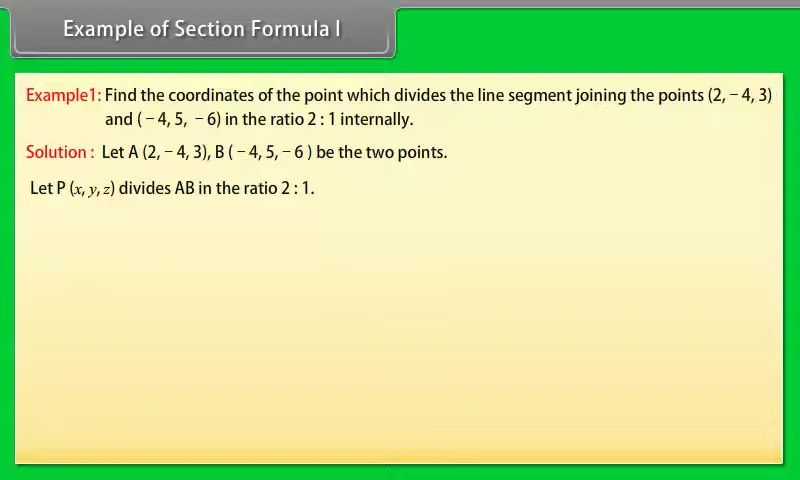 Example of Section Formula I
Example1: Find the coordinates of the point which divides the line segment joining the points (2, − 4, 3)
and ( − 4, 5, − 6) in the ratio 2 : 1 internally.
Solution : Let A (2, − 4, 3), B ( − 4, 5, − 6 ) be the two points.
Let P (x, y, z) divides AB in the ratio 2 : 1.